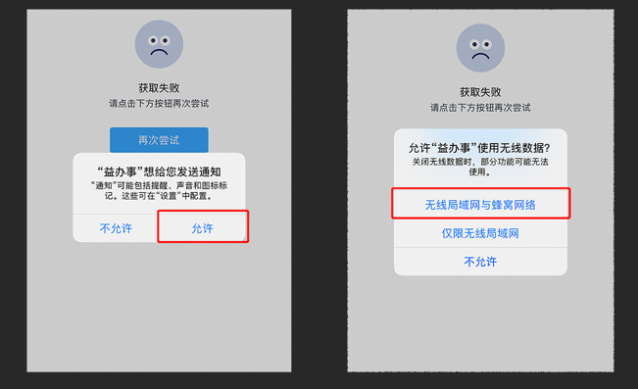 获取失败
请点击下方按钮再次尝试
再次尝试
“益办事”想给您发送通知
“通知”可能包括提醒、声音和图标标
记。这些可在“设置”中配置。
不允许
允许
获取失败
请点击下方按钮再次尝试
允许“益办事”使用无线数据?
关闭无线数据时，部分功能可能无法
使用。
无线局域网与蜂窝网络
仅限无线局域网
不允许